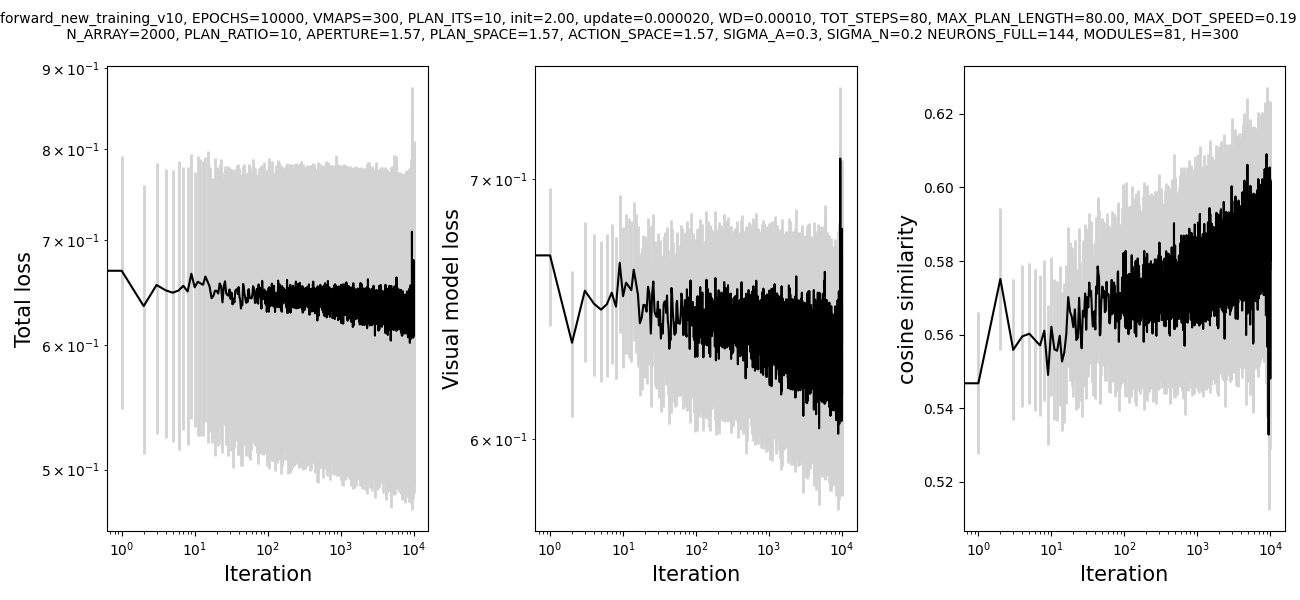 forward_new_training_v10, EPOCHS=10000, VMAPS=300, PLAN_ITS=10, init=2.00, update=0.000020, WD=0.00010, TOT_STEPS=80, MAX_PLAN_LENGTH=80.00, MAX_DOT_SPEED=0.19
N_ARRAY=2000, PLAN_RATIO=10, APERTURE=1.57, PLAN_SPACE=1.57, ACTION_SPACE=1.57, SIGMA_A=0.3, SIGMA_N=0.2 NEURONS_FULL=144, MODULES=81, H=300
Total loss
9 × 10⁻¹
8 × 10⁻¹
7 × 10⁻¹
6 × 10⁻¹
5 × 10⁻¹
10⁰ 10¹ 10² 10³ 10⁴
Iteration
Visual model loss
7 × 10⁻¹
6 × 10⁻¹
10⁰ 10¹ 10² 10³ 10⁴
Iteration
cosine similarity
0.62
0.60
0.58
0.56
0.54
0.52
10⁰ 10¹ 10² 10³ 10⁴
Iteration